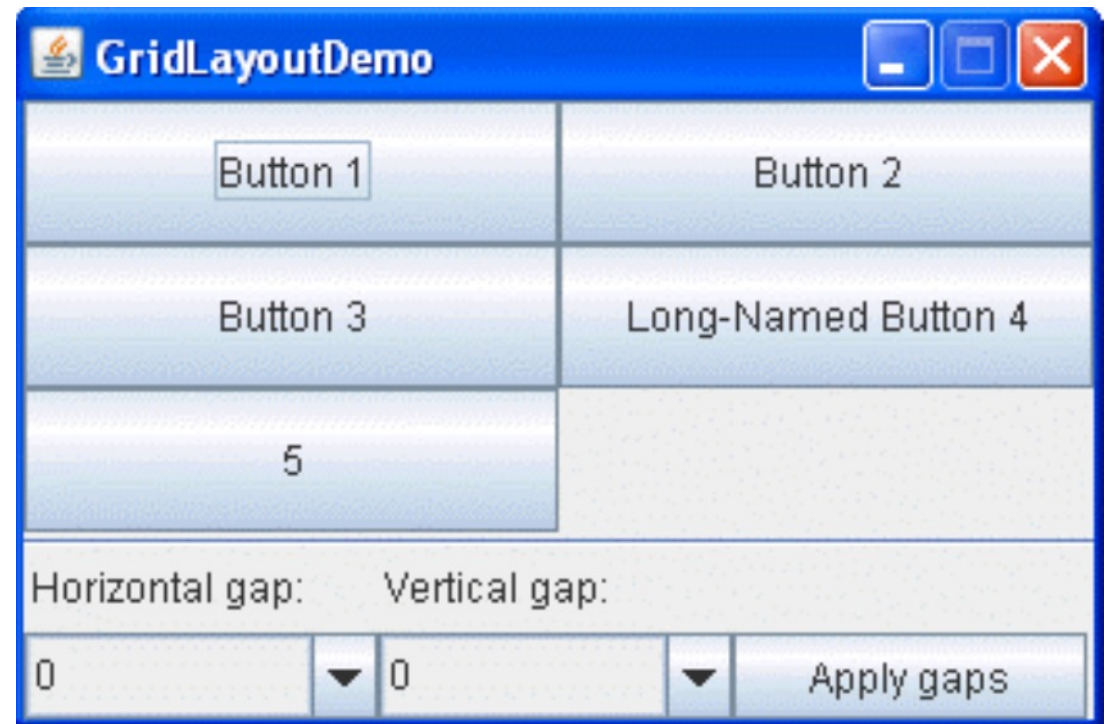 GridLayoutDemo
Button 1 Button 2
Button 3 Long-Named Button 4
5
Horizontal gap: Vertical gap:
0 0 Apply gaps